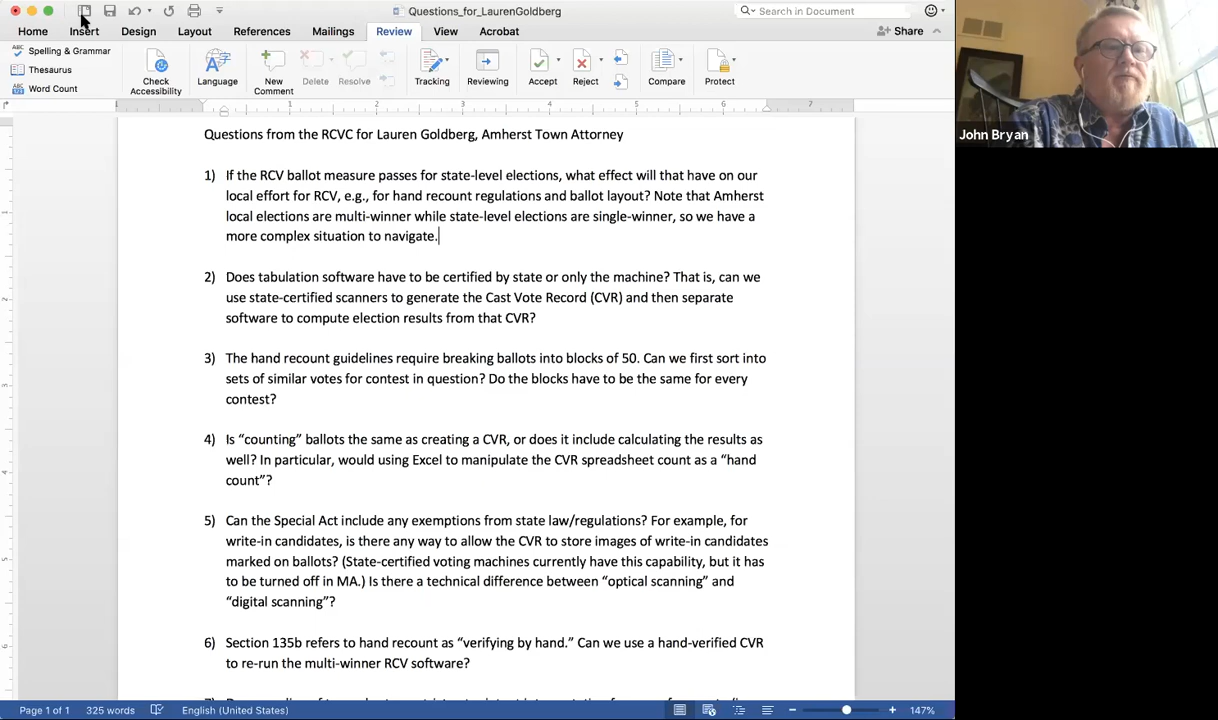 Questions_for_LaurenGoldberg
Search in Document
Home Insert Design Layout References Mailings Review View Acrobat
Share
ABC Spelling & Grammar
Thesaurus
ABC 123 Word Count
Check Accessibility
Language
New Comment
Delete
Resolve
Tracking
Reviewing
Accept
Reject
Compare
Protect
1 1 2 3 4 5 6 7
Questions from the RCVC for Lauren Goldberg, Amherst Town Attorney
1) If the RCV ballot measure passes for state-level elections, what effect will that have on our
local effort for RCV, e.g., for hand recount regulations and ballot layout? Note that Amherst
local elections are multi-winner while state-level elections are single-winner, so we have a
more complex situation to navigate.
2) Does tabulation software have to be certified by state or only the machine? That is, can we
use state-certified scanners to generate the Cast Vote Record (CVR) and then separate
software to compute election results from that CVR?
3) The hand recount guidelines require breaking ballots into blocks of 50. Can we first sort into
sets of similar votes for contest in question? Do the blocks have to be the same for every
contest?
4) Is “counting” ballots the same as creating a CVR, or does it include calculating the results as
well? In particular, would using Excel to manipulate the CVR spreadsheet count as a “hand
count”?
5) Can the Special Act include any exemptions from state law/regulations? For example, for
write-in candidates, is there any way to allow the CVR to store images of write-in candidates
marked on ballots? (State-certified voting machines currently have this capability, but it has
to be turned off in MA.) Is there a technical difference between “optical scanning” and
“digital scanning”?
6) Section 135b refers to hand recount as “verifying by hand.” Can we use a hand-verified CVR
to re-run the multi-winner RCV software?
Page 1 of 1 325 words English (United States) 147%
John Bryan